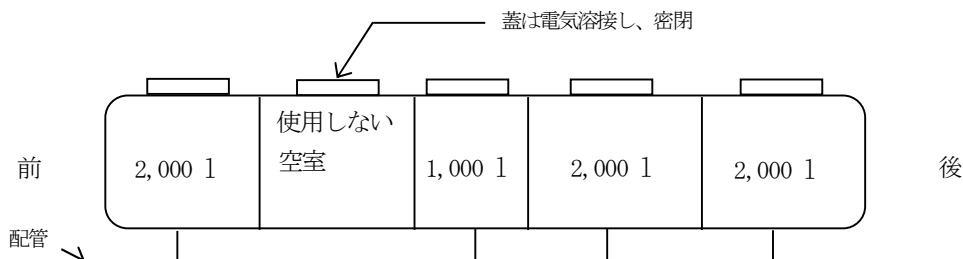 蓋は電気溶接し、密閉
使用しない
空室
前
2,000 l
1,000 l
2,000 l
2,000 l
後
配管